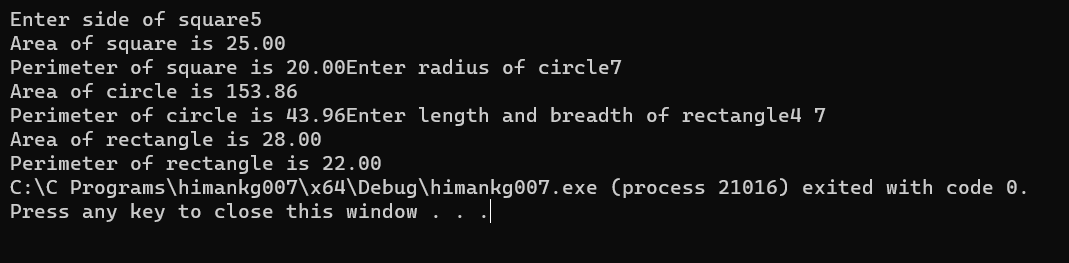 Enter side of square5
Area of square is 25.00
Perimeter of square is 20.00Enter radius of circle7
Area of circle is 153.86
Perimeter of circle is 43.96Enter length and breadth of rectangle4 7
Area of rectangle is 28.00
Perimeter of rectangle is 22.00
C:\C Programs\himankg007\x64\Debug\himankg007.exe (process 21016) exited with code 0.
Press any key to close this window . . .